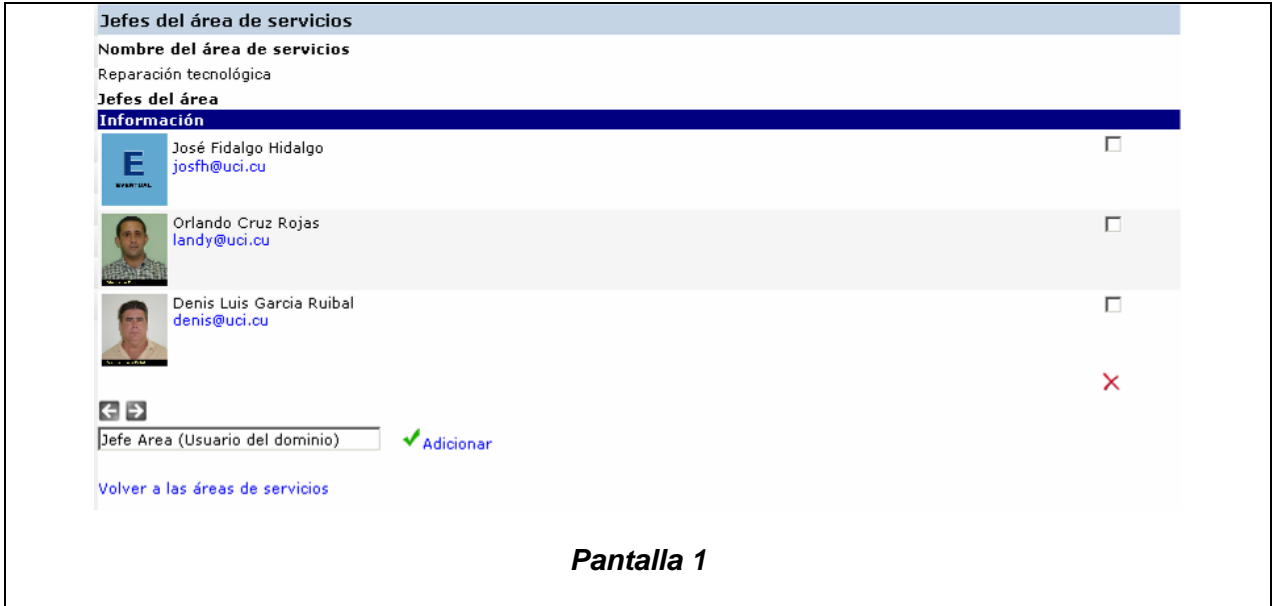 Jefes del área de servicios
Nombre del área de servicios
Reparación tecnológica
Jefes del área
Información
José Fidalgo Hidalgo
josfh@uci.cu
E
EVENTUAL
Orlando Cruz Rojas
landy@uci.cu
Denis Luis Garcia Ruibal
denis@uci.cu
Jefe Area (Usuario del dominio)
Adicionar
Volver a las áreas de servicios
Pantalla 1